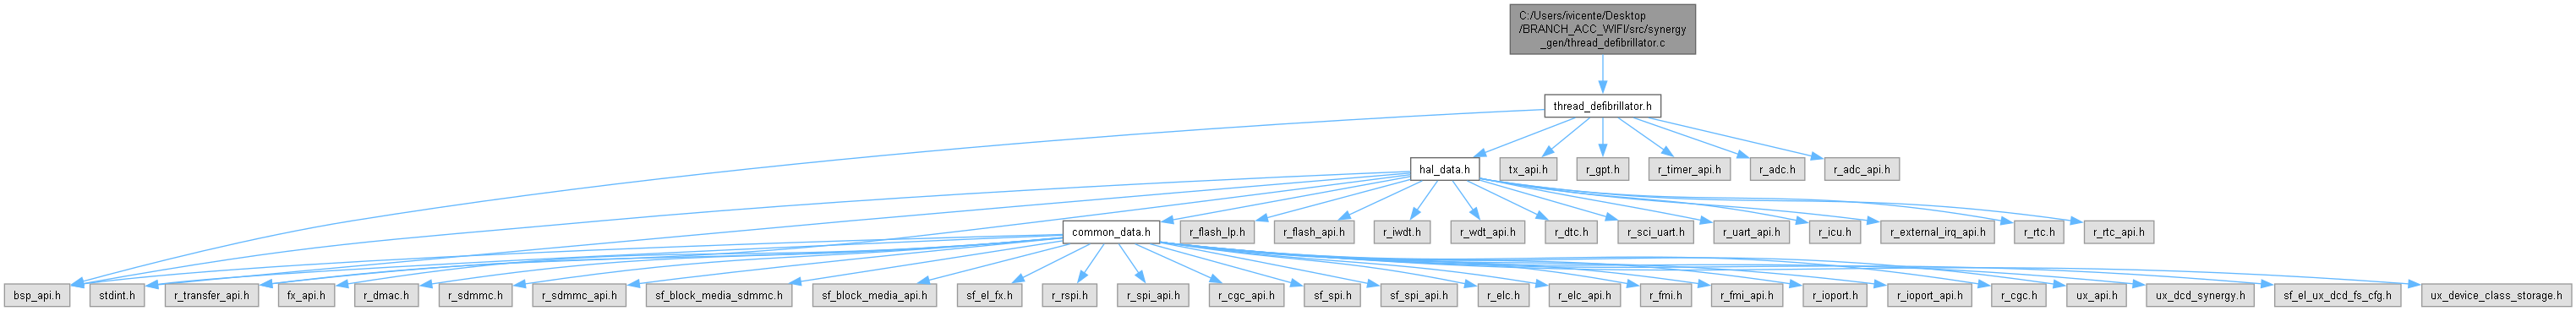 C:/Users/ivicente/Desktop
/BRANCH_ACC_WIFI/src/synergy
_gen/thread_defibrillator.c
thread_defibrillator.h
hal_data.h
tx_api.h
r_gpt.h
r_timer_api.h
r_adc.h
r_adc_api.h
common_data.h
r_flash_lp.h
r_flash_api.h
r_iwdt.h
r_wdt_api.h
r_dtc.h
r_sci_uart.h
r_uart_api.h
r_icu.h
r_external_irq_api.h
r_rtc.h
r_rtc_api.h
bsp_api.h
stdint.h
r_transfer_api.h
fx_api.h
r_dmac.h
r_sdmmc.h
r_sdmmc_api.h
sf_block_media_sdmmc.h
sf_block_media_api.h
sf_el_fx.h
r_rspi.h
r_spi_api.h
r_cgc_api.h
sf_spi.h
sf_spi_api.h
r_elc.h
r_elc_api.h
r_fmi.h
r_fmi_api.h
r_ioport.h
r_ioport_api.h
r_cgc.h
ux_api.h
ux_dcd_synergy.h
sf_el_ux_dcd_fs_cfg.h
ux_device_class_storage.h